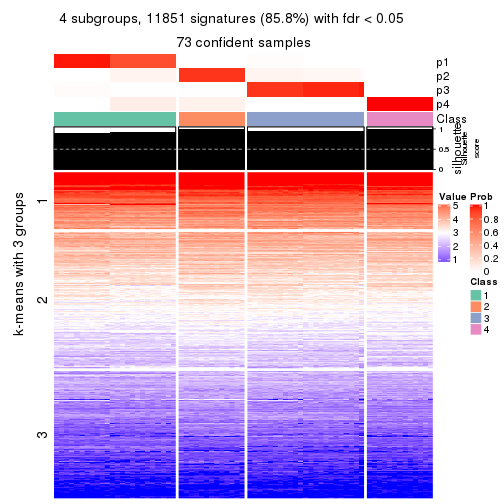 4 subgroups, 11851 signatures (85.8%) with fdr < 0.05
73 confident samples
p1
p2
p3
p4
Class
1
0.5
0
silhouette
Silhouette
score
k-means with 3 groups
1
2
3
Value
5
4
3
2
1
Prob
1
0.8
0.6
0.4
0.2
0
Class
1
2
3
4